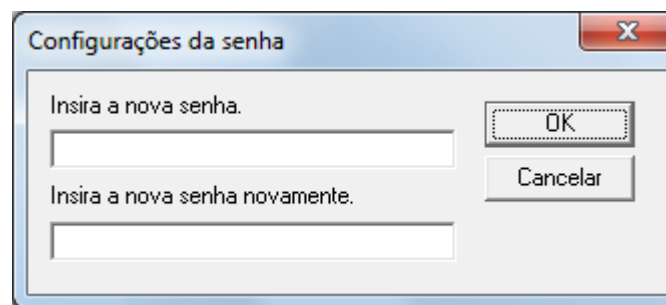 Configurações da senha
Insira a nova senha.
OK
Cancelar
Insira a nova senha novamente.